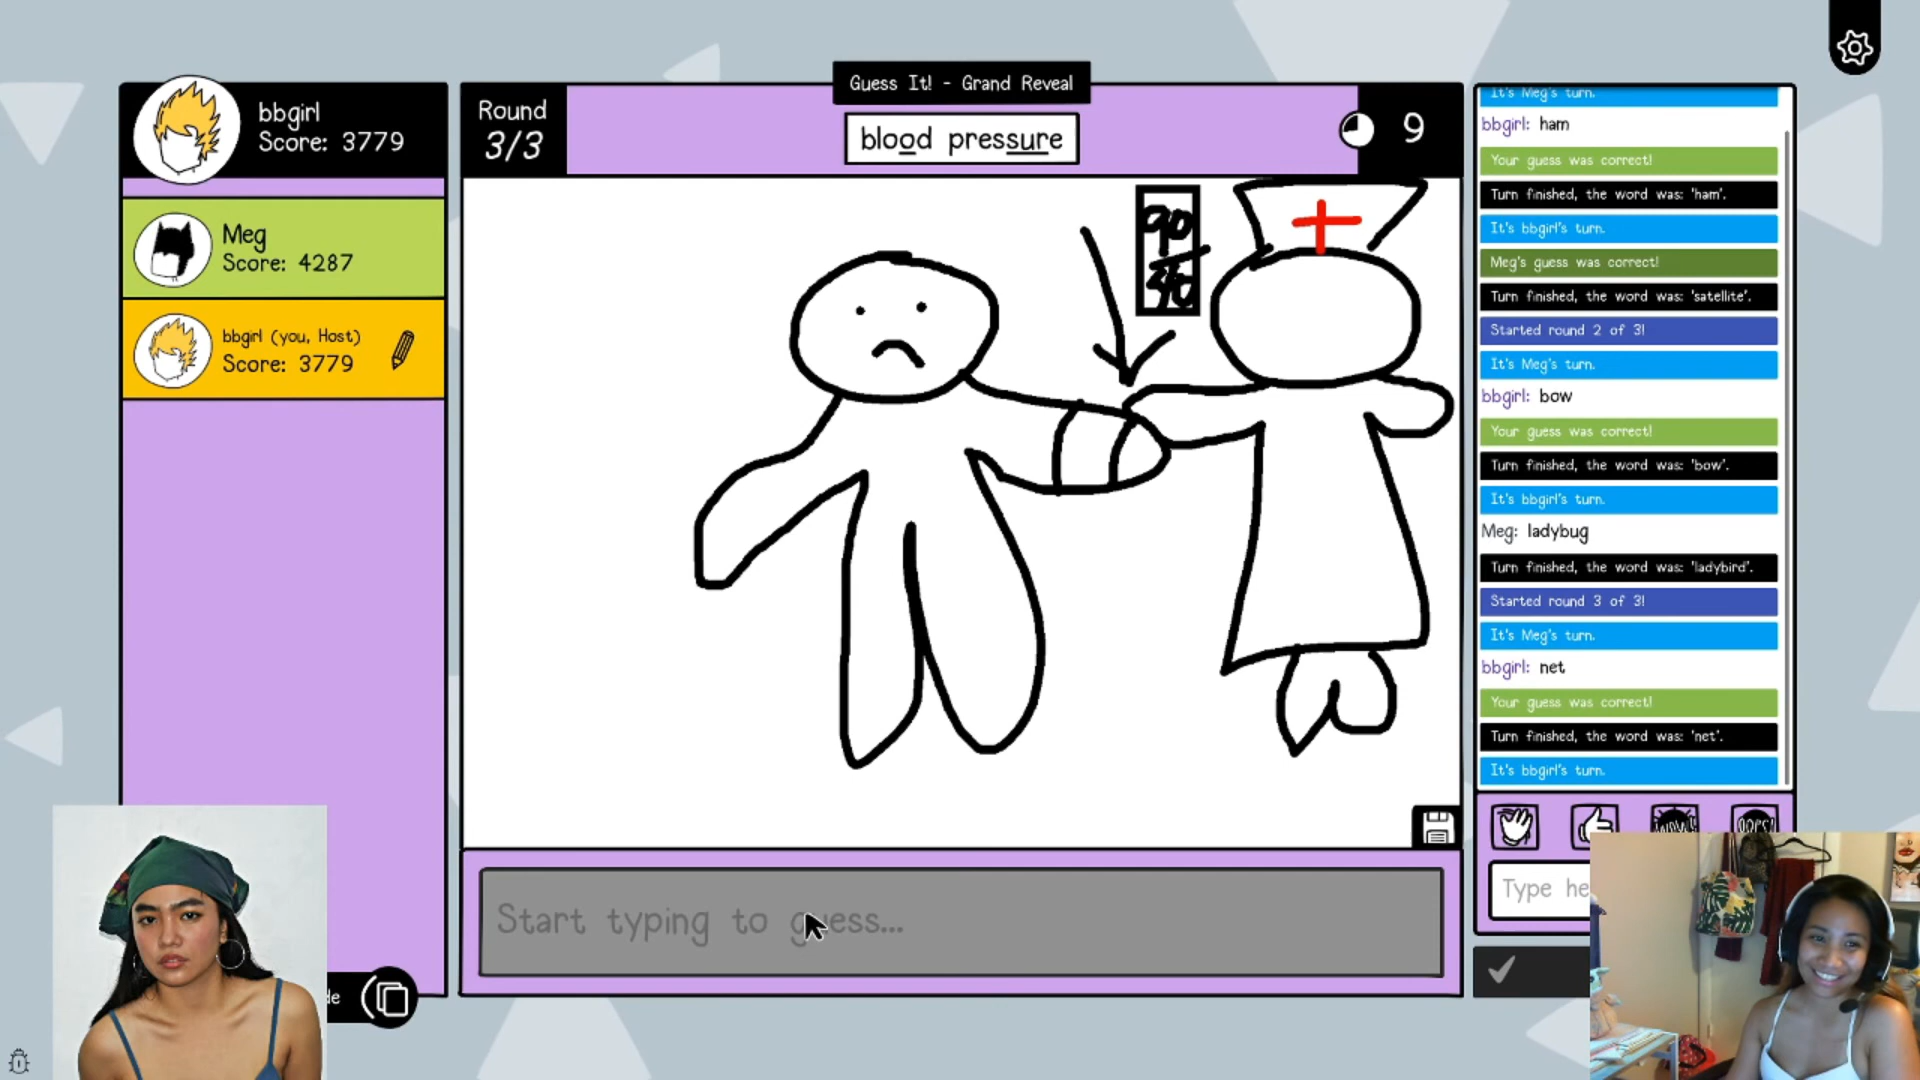 Guess It! - Grand Reveal
bbgirl
Score: 3779
Round
3/3
blood pressure
9
Meg
Score: 4287
bbgirl (you, Host)
Score: 3779
90
It's Meg's turn.
bbgirl: ham
Your guess was correct!
Turn finished, the word was: 'ham'.
It's bbgirl's turn.
Meg's guess was correct!
Turn finished, the word was: 'satellite'.
Started round 2 of 3!
It's Meg's turn.
bbgirl: bow
Your guess was correct!
Turn finished, the word was: 'bow'.
It's bbgirl's turn.
Meg: ladybug
Turn finished, the word was: 'ladybird'.
Started round 3 of 3!
It's Meg's turn.
bbgirl: net
Your guess was correct!
Turn finished, the word was: 'net'.
It's bbgirl's turn.
OOPS!
Type he
Start typing to guess...
de